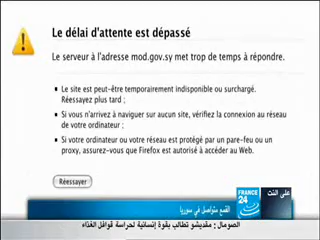 Le délai d'attente est dépassé
Le serveur à l'adresse mod.gov.sy met trop de temps à répondre.
Le site est peut-être temporairement indisponible ou surchargé.
Réessayez plus tard ;
Si vous n'arrivez à naviguer sur aucun site, vérifiez la connexion au réseau
de votre ordinateur ;
Si votre ordinateur ou votre réseau est protégé par un pare-feu ou un
proxy, assurez-vous que Firefox est autorisé à accéder au Web.
Réessayer
على النت
FRANCE
24
القمع متواصل في سوريا
الصومال : مقديشو تطالب بقوة إنسانية لحراسة قوافل الغذاء